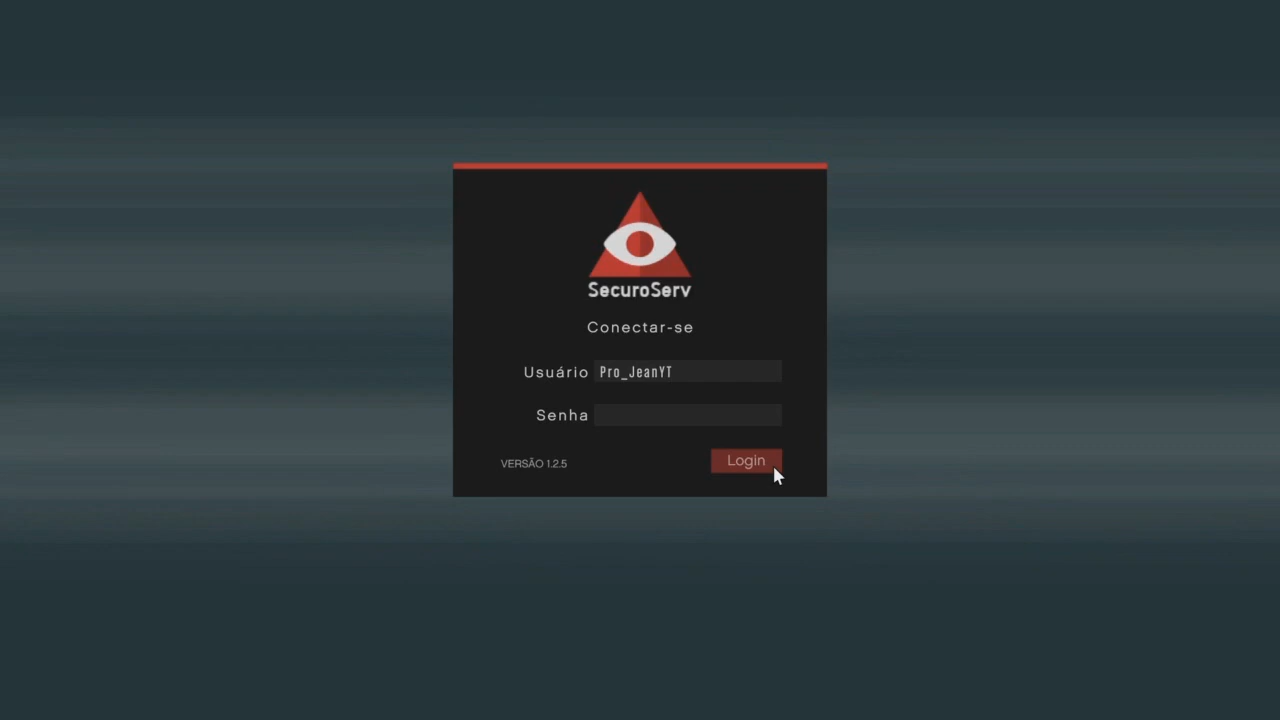 SecuroServ
Conectar-se
Usuário Pro_JeanYT
Senha
VERSÃO 1.2.5 Login